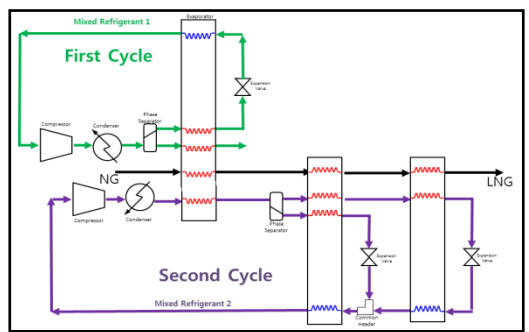 Mixed Refrigerant 1
Evaporator
First Cycle
Expansion
Valve
Compressor
Condenser
Phase
Separator
NG
LNG
Compressor
Condenser
Phase
Separator
Expansion
Valve
Expansion
Valve
Second Cycle
Mixed Refrigerant 2
Common
Header